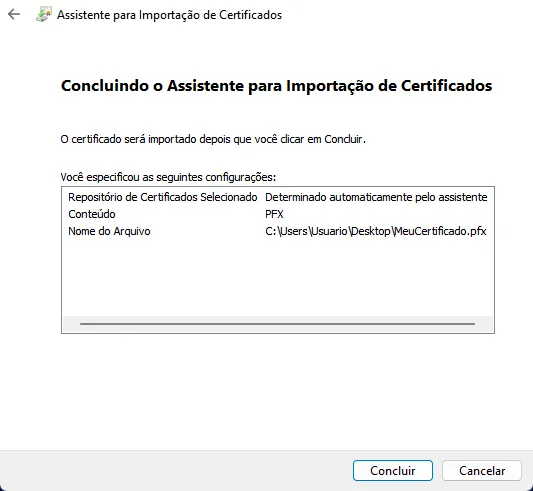 Assistente para Importação de Certificados
Concluindo o Assistente para Importação de Certificados
O certificado será importado depois que você clicar em Concluir.
Você especificou as seguintes configurações:
Repositório de Certificados Selecionado Determinado automaticamente pelo assistente
Conteúdo PFX
Nome do Arquivo C:\Users\Usuario\Desktop\MeuCertificado.pfx
Concluir Cancelar